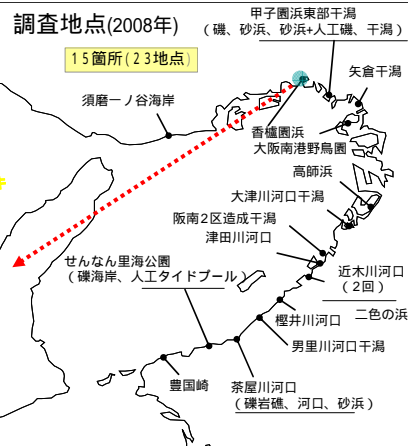 調査地点(2008年)
15箇所(23地点)
甲子園浜東部干潟
(磯、砂浜、砂浜+人工磯、干潟)
矢倉干潟
須磨一ノ谷海岸
香櫨園浜
大阪南港野鳥園
高師浜
大津川河口干潟
阪南2区造成干潟
津田川河口
せんなん里海公園
(礫海岸、人工タイドプール)
近木川河口
(2回)
二色の浜
樫井川河口
男里川河口干潟
茶屋川河口
(礫岩礁、河口、砂浜)
豊国崎